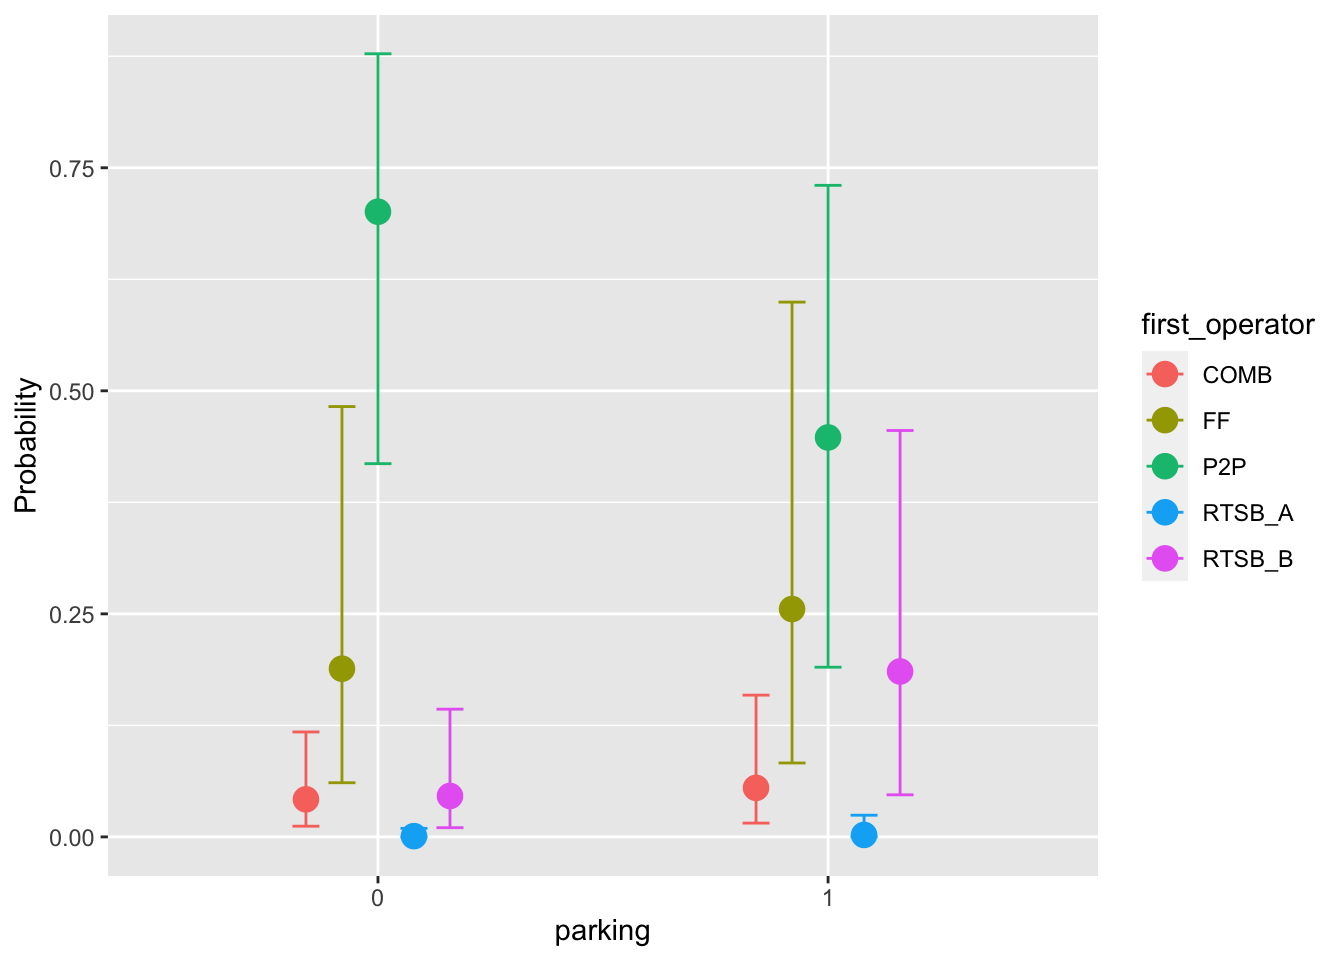 Probability
0.75
0.50
0.25
0.00
0
1
parking
first_operator
COMB
FF
P2P
RTSB_A
RTSB_B